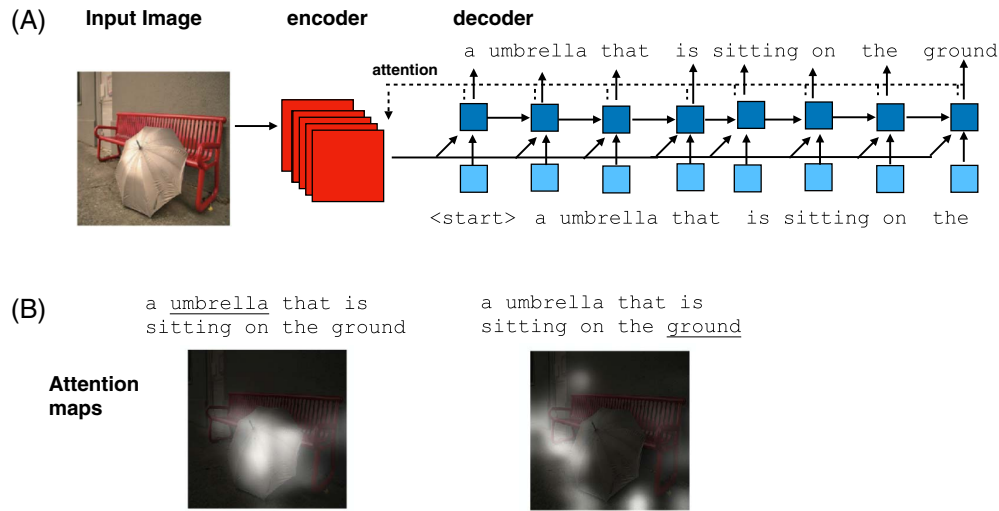 (A) Input Image encoder decoder
a umbrella that is sitting on the ground
attention
<start> a umbrella that is sitting on the
(B)
a umbrella that is
sitting on the ground
a umbrella that is
sitting on the ground
Attention
maps